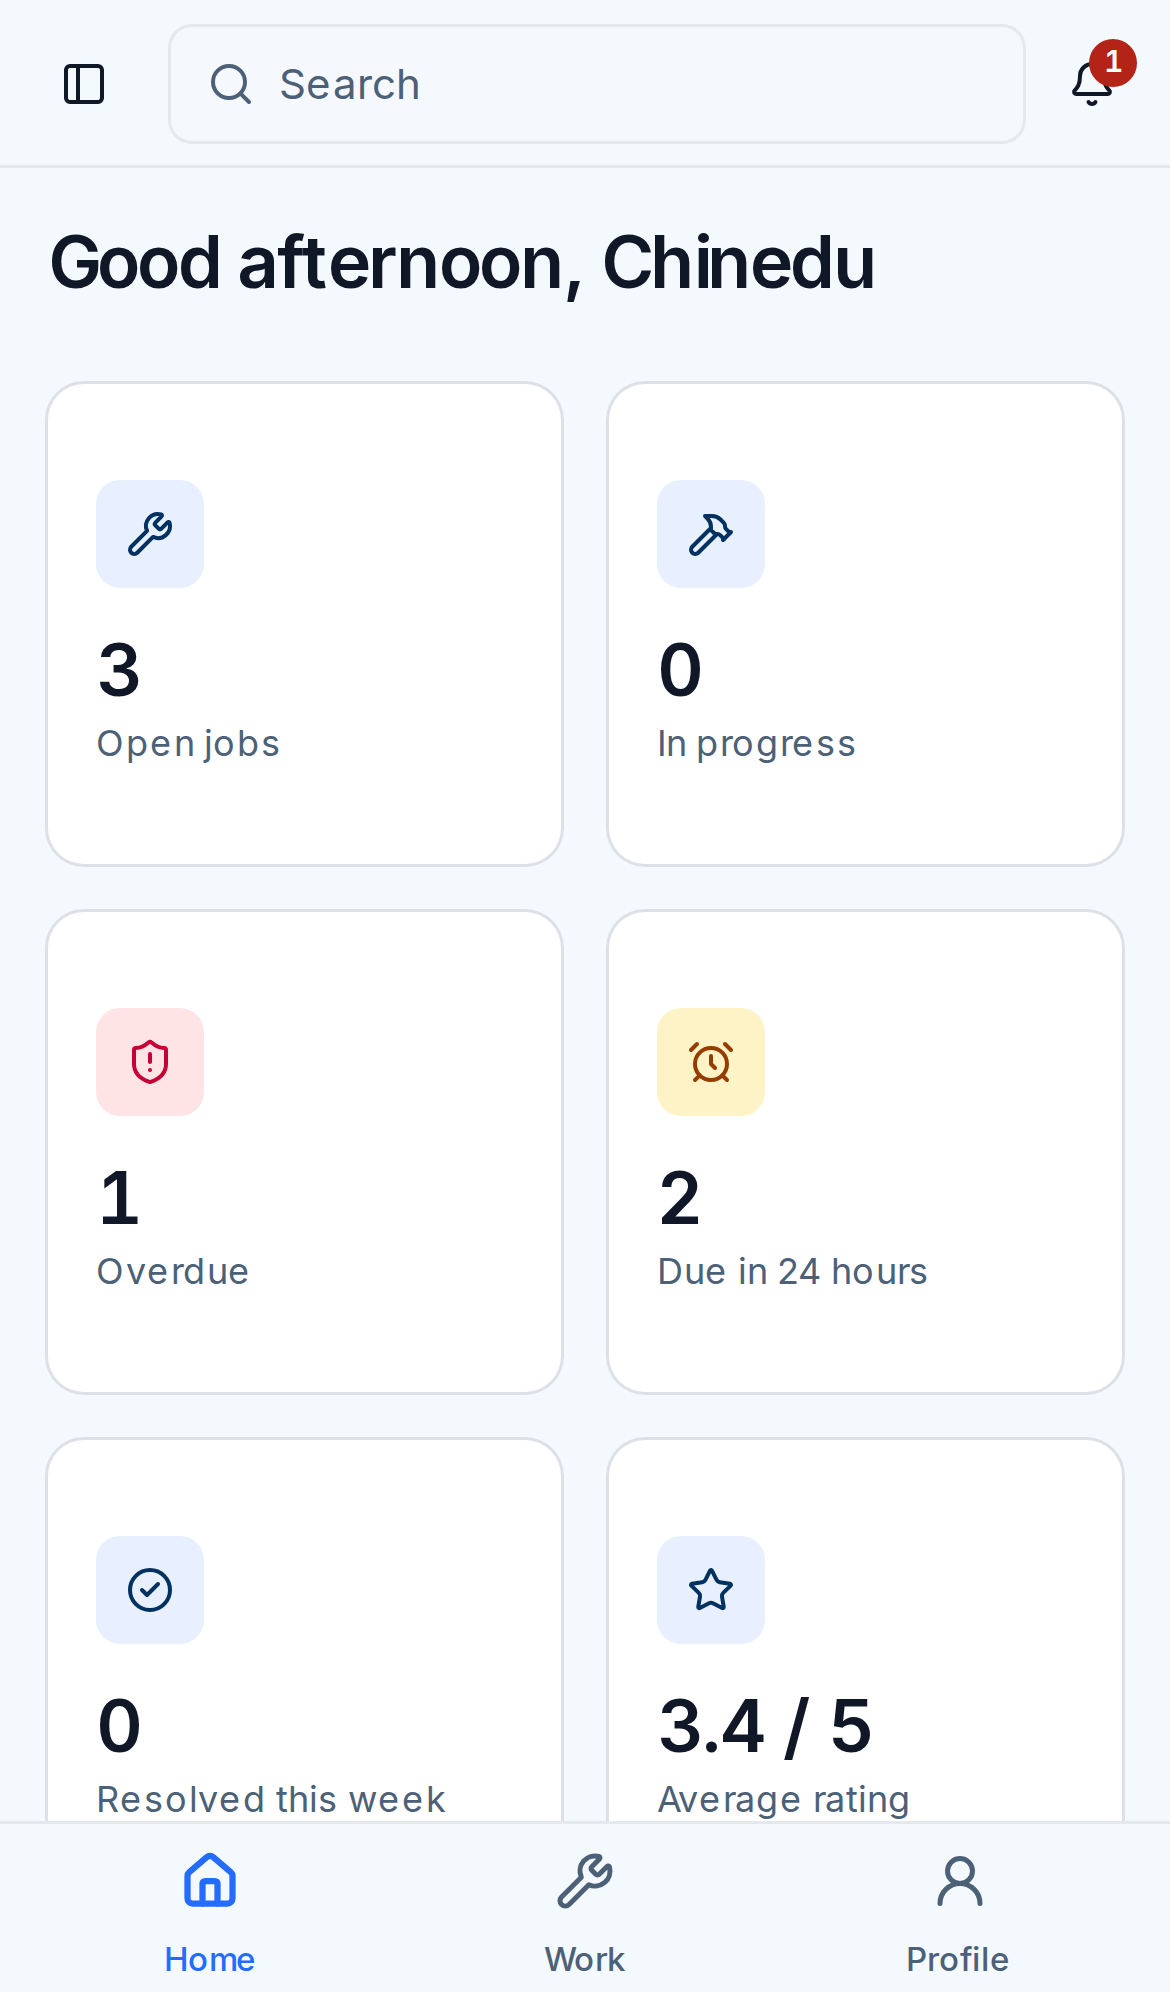 Search
1
Good afternoon, Chinedu
3
Open jobs
0
In progress
1
Overdue
2
Due in 24 hours
0
Resolved this week
3.4 / 5
Average rating
Home
Work
Profile